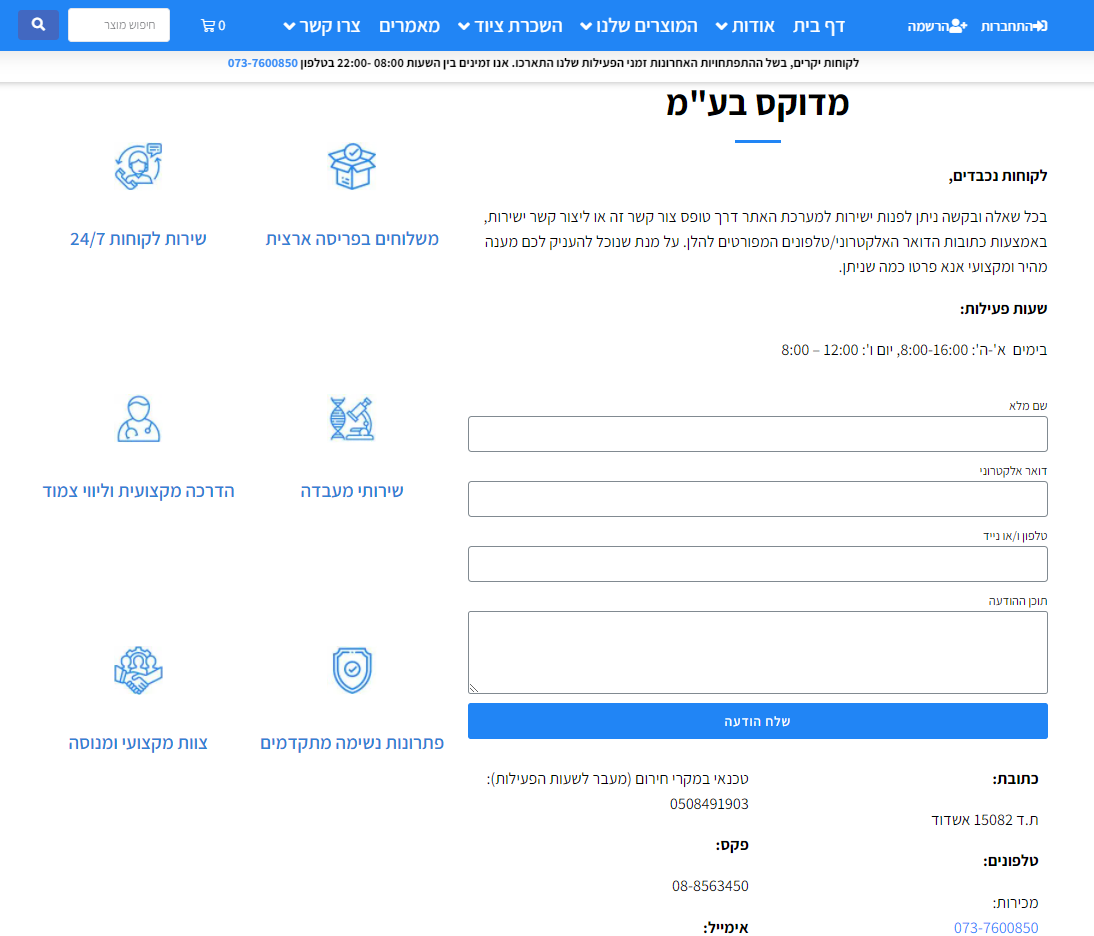 התחברות
הרשמה
דף בית
אודות
המוצרים שלנו
השכרת ציוד
מאמרים
צרו קשר
0
חיפוש מוצר
לקוחות יקרים, בשל ההתפתחויות האחרונות זמני הפעילות שלנו התארכו. אנו זמינים בין השעות 08:00 -22:00 בטלפון 073-7600850
מדוקס בע"מ
לקוחות נכבדים,
בכל שאלה ובקשה ניתן לפנות ישירות למערכת האתר דרך טופס צור קשר זה או ליצור קשר ישירות,
באמצעות כתובות הדואר האלקטרוני/טלפונים המפורטים להלן. על מנת שנוכל להעניק לכם מענה
מהיר ומקצועי אנא פרטו כמה שניתן.
שעות פעילות:
בימים א'-ה': 8:00-16:00, יום ו': 12:00 – 8:00
שם מלא
דואר אלקטרוני
טלפון ו/או נייד
תוכן ההודעה
שלח הודעה
כתובת:
ת.ד 15082 אשדוד
טלפונים:
מכירות:
073-7600850
טכנאי במקרי חירום (מעבר לשעות הפעילות):
0508491903
פקס:
08-8563450
אימייל:
משלוחים בפריסה ארצית
שירות לקוחות 24/7
שירותי מעבדה
הדרכה מקצועית וליווי צמוד
פתרונות נשימה מתקדמים
צוות מקצועי ומנוסה